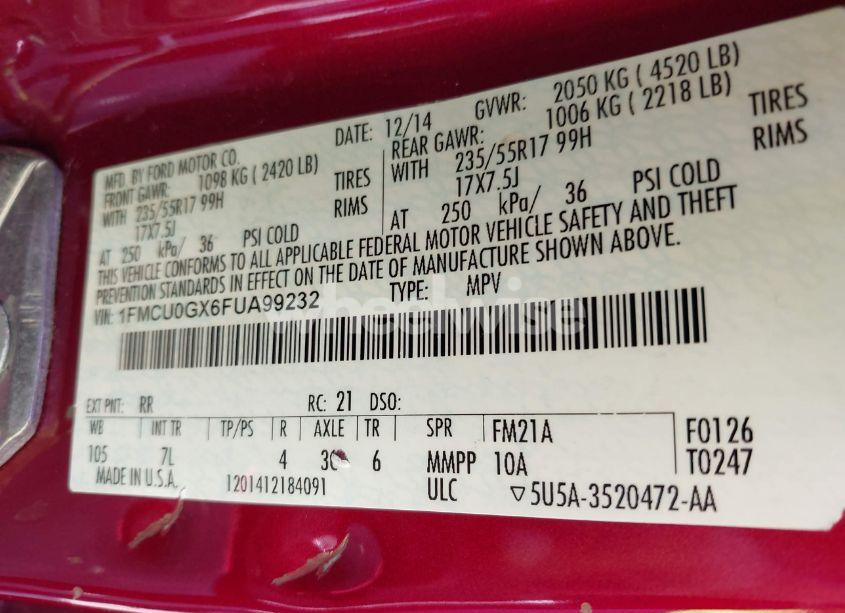 MFD. BY FORD MOTOR CO. DATE: 12/14 GVWR: 2050 KG ( 4520 LB)
FRONT GAWR: 1098 KG ( 2420 LB) REAR GAWR: 1006 KG ( 2218 LB)
WITH 235/55R17 99H TIRES WITH 235/55R17 99H TIRES
17X7.5J RIMS 17X7.5J RIMS
AT 250 kPa/ 36 PSI COLD AT 250 kPa/ 36 PSI COLD
THIS VEHICLE CONFORMS TO ALL APPLICABLE FEDERAL MOTOR VEHICLE SAFETY AND THEFT
PREVENTION STANDARDS IN EFFECT ON THE DATE OF MANUFACTURE SHOWN ABOVE.
VIN: 1FMCU0GX6FUA99232 TYPE: MPV
wheelwise
EXT PNT: RR RC: 21 DSO:
WB INT TR TP/PS R AXLE TR SPR FM21A F0126
105 7L 4 6 MMPP 10A T0247
MADE IN U.S.A. 1201412184091 ULC 5U5A-3520472-AA